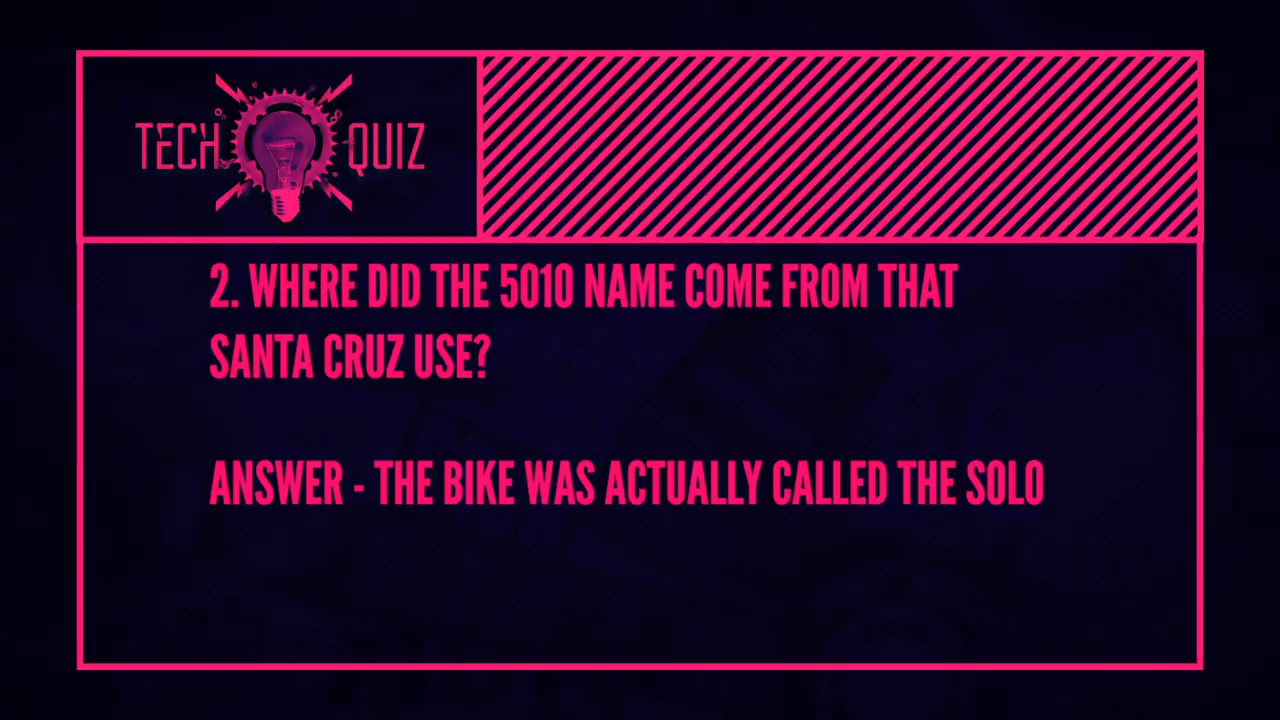 TECH QUIZ
2. WHERE DID THE 5010 NAME COME FROM THAT
SANTA CRUZ USE?
ANSWER - THE BIKE WAS ACTUALLY CALLED THE SOLO